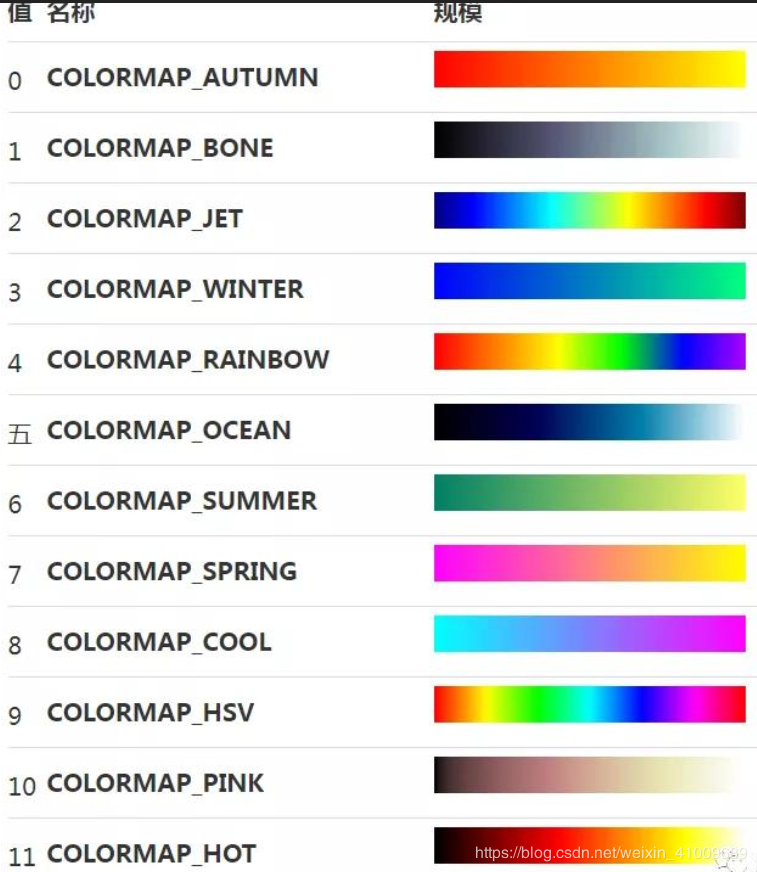 值 名称 规模
0 COLORMAP_AUTUMN
1 COLORMAP_BONE
2 COLORMAP_JET
3 COLORMAP_WINTER
4 COLORMAP_RAINBOW
五 COLORMAP_OCEAN
6 COLORMAP_SUMMER
7 COLORMAP_SPRING
8 COLORMAP_COOL
9 COLORMAP_HSV
10 COLORMAP_PINK
11 COLORMAP_HOT